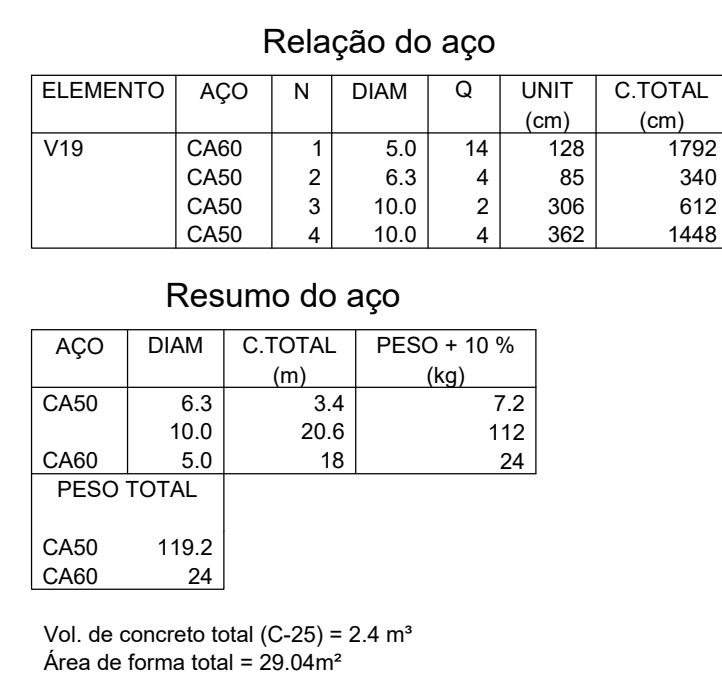 Relação do aço
ELEMENTO AÇO N DIAM Q UNIT C.TOTAL
(cm) (cm)
V19 CA60 1 5.0 14 128 1792
CA50 2 6.3 4 85 340
CA50 3 10.0 2 306 612
CA50 4 10.0 4 362 1448
Resumo do aço
AÇO DIAM C.TOTAL PESO + 10 %
(m) (kg)
CA50 6.3 3.4 7.2
10.0 20.6 112
CA60 5.0 18 24
PESO TOTAL
CA50 119.2
CA60 24
Vol. de concreto total (C-25) = 2.4 m³
Área de forma total = 29.04m²